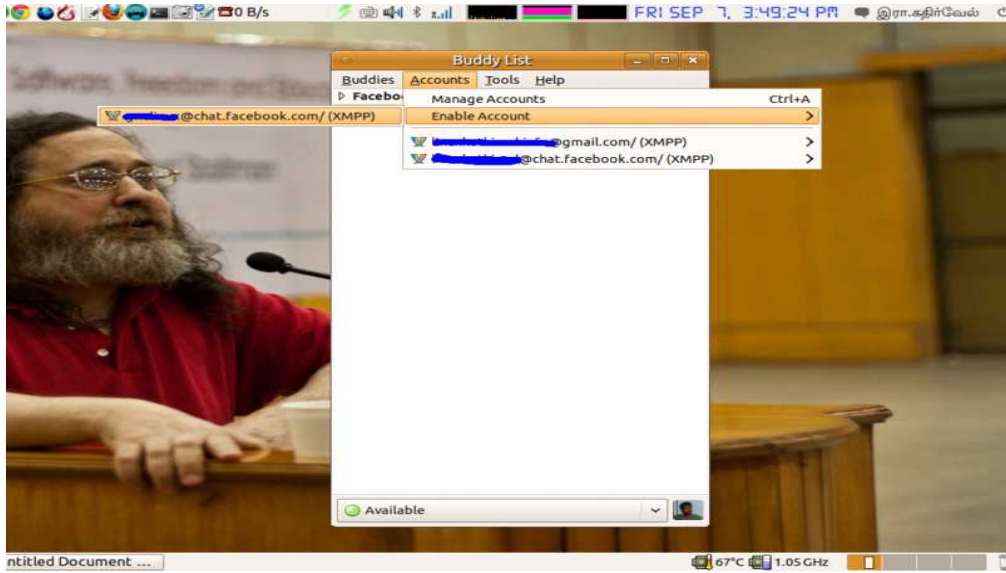 0 B/s
FRI SEP 7, 3:49:24 PM
இரா.கதிர்வேல்
Buddy List
Buddies Accounts Tools Help
Facebo
Manage Accounts Ctrl+A
Enable Account
@chat.facebook.com/ (XMPP)
@gmail.com/ (XMPP)
@chat.facebook.com/ (XMPP)
Available
ntitled Document ...
67°C 1.05 GHz